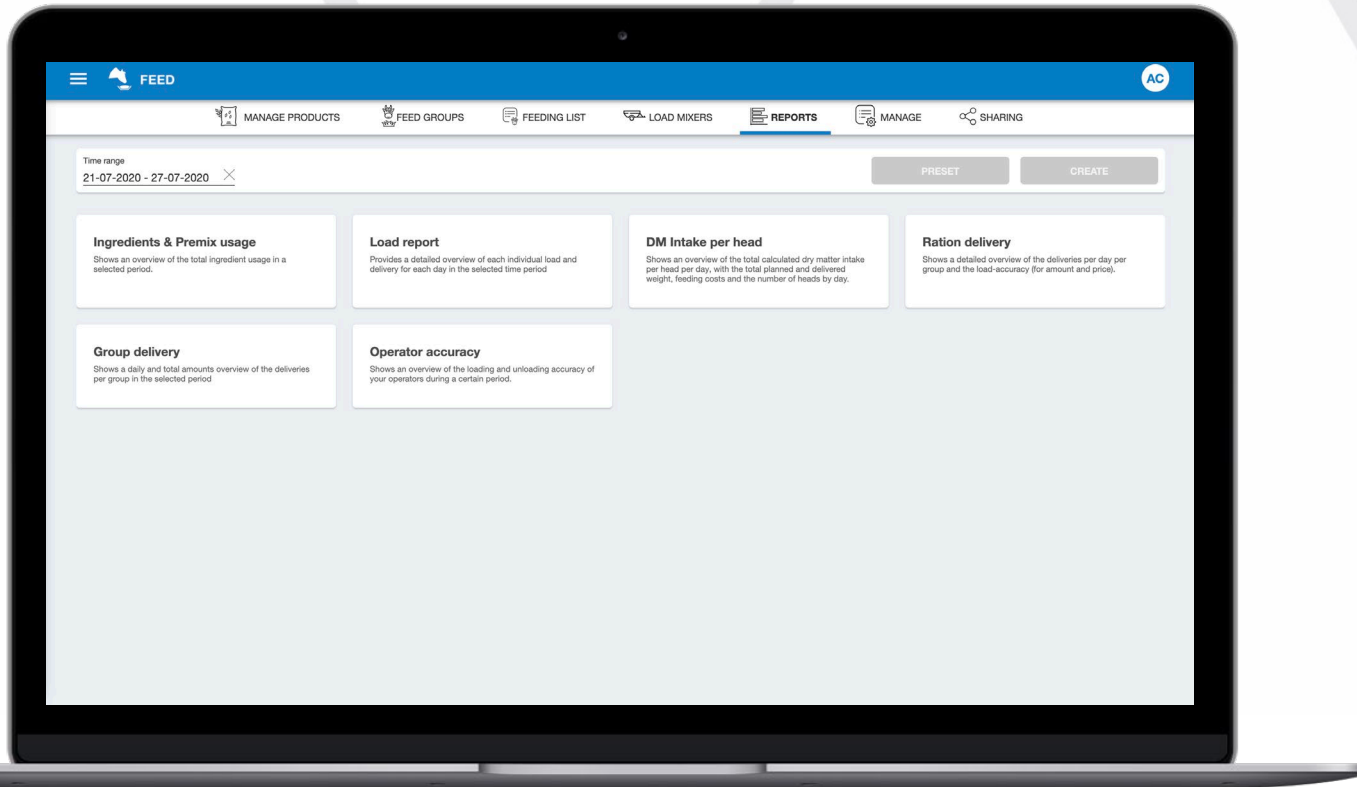 FEED
AC
MANAGE PRODUCTS
FEED GROUPS
FEEDING LIST
LOAD MIXERS
REPORTS
MANAGE
SHARING
Time range
21-07-2020 - 27-07-2020
PRESET
CREATE
Ingredients & Premix usage
Shows an overview of the total ingredient usage in a
selected period.
Load report
Provides a detailed overview of each individual load and
delivery for each day in the selected time period
DM Intake per head
Shows an overview of the total calculated dry matter intake
per head per day, with the total planned and delivered
weight, feeding costs and the number of heads by day.
Ration delivery
Shows a detailed overview of the deliveries per day per
group and the load-accuracy (for amount and price).
Group delivery
Shows a daily and total amounts overview of the deliveries
per group in the selected period
Operator accuracy
Shows an overview of the loading and unloading accuracy of
your operators during a certain period.